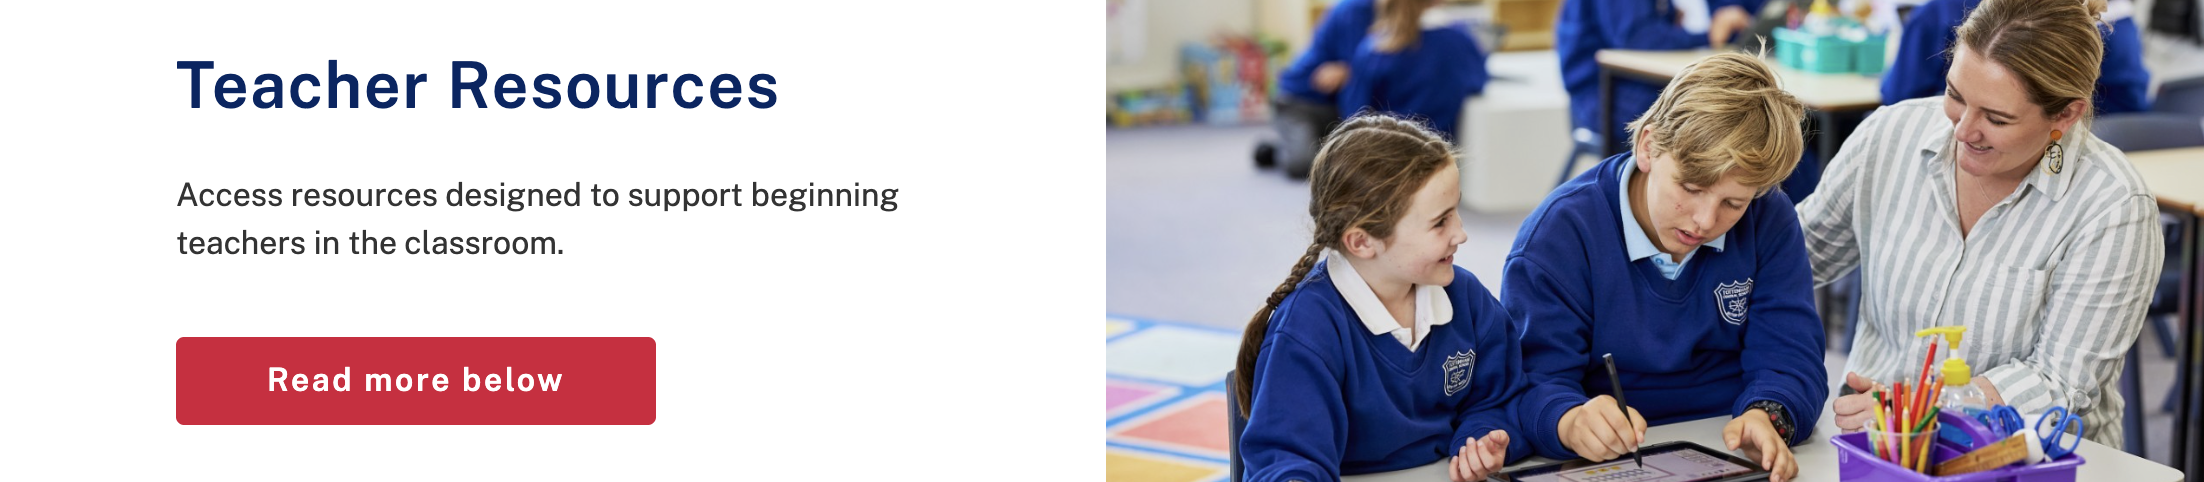 Teacher Resources
Access resources designed to support beginning
teachers in the classroom.
Read more below